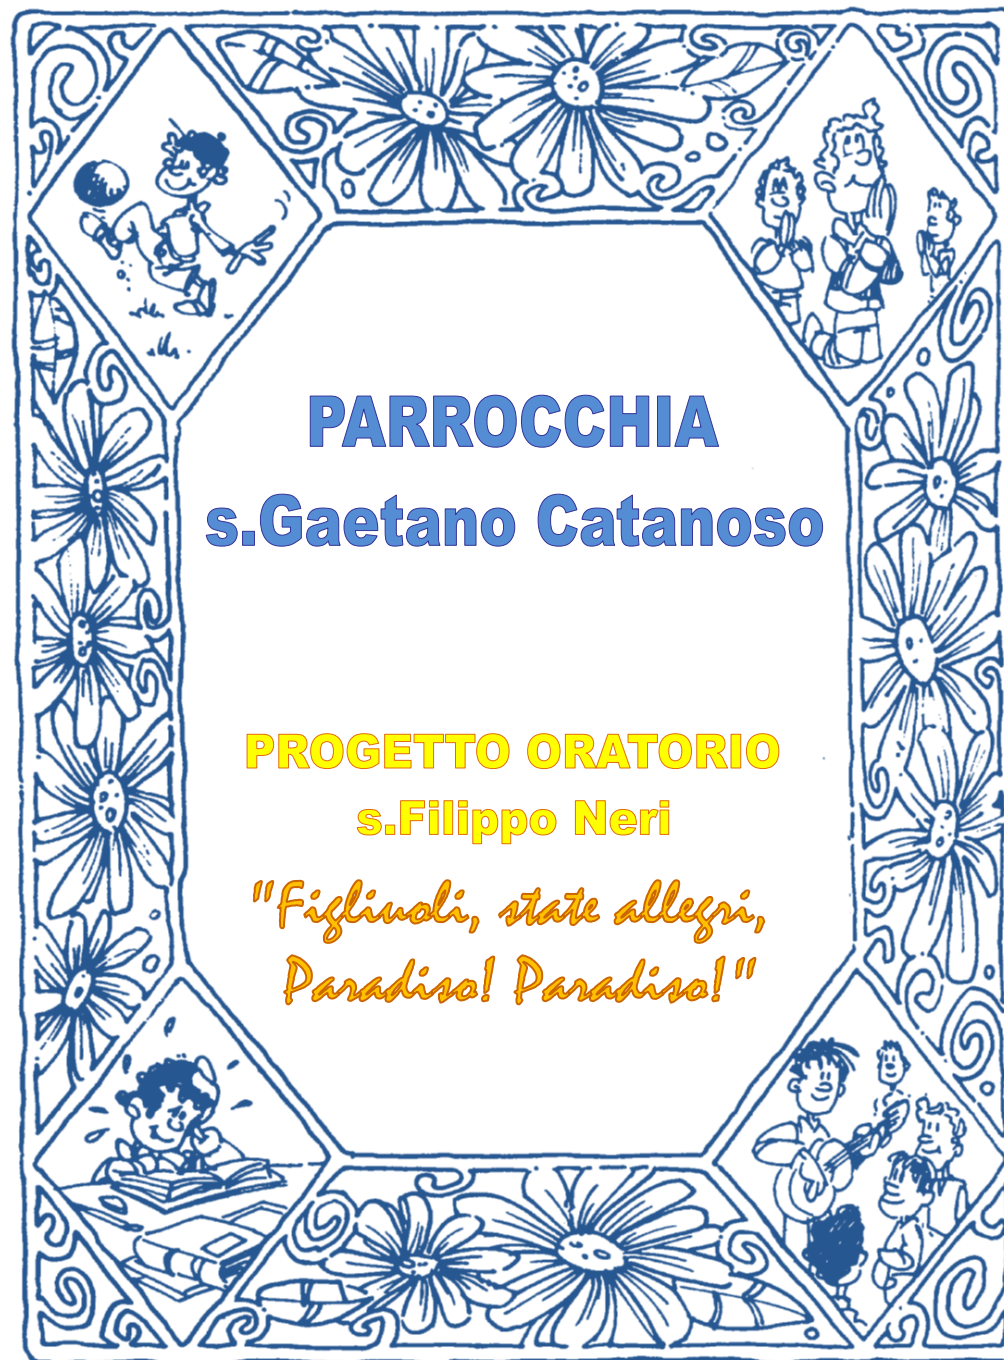 PARROCCHIA
s.Gaetano Catanoso
PROGETTO ORATORIO
s.Filippo Neri
"Figliuoli, state allegri,
Paradiso! Paradiso!"